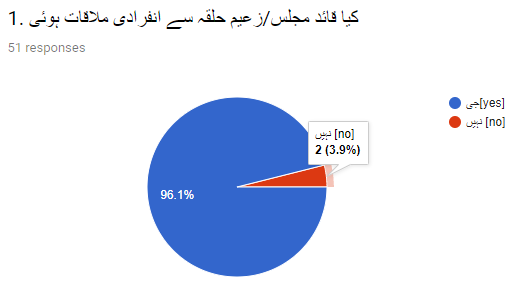 1. کیا قائد مجلس/زعیم حلقہ سے انفرادی ملاقات ہوئی
51 responses
جی[yes]
نہیں [no]
نہیں [no]
2 (3.9%)
96.1%